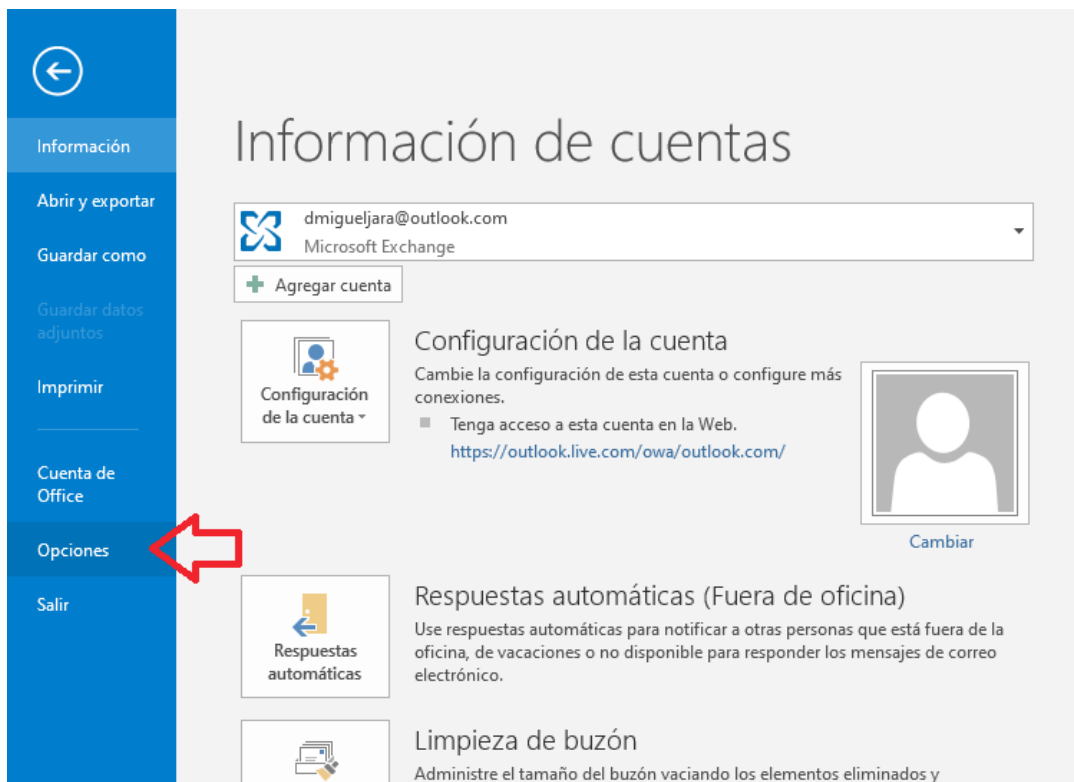 Información
Abrir y exportar
Guardar como
Guardar datos
adjuntos
Imprimir
Cuenta de
Office
Opciones
Salir
Información de cuentas
dmigueljara@outlook.com
Microsoft Exchange
Agregar cuenta
Configuración
de la cuenta
Configuración de la cuenta
Cambie la configuración de esta cuenta o configure más
conexiones.
Tenga acceso a esta cuenta en la Web.
https://outlook.live.com/owa/outlook.com/
Cambiar
Respuestas
automáticas
Respuestas automáticas (Fuera de oficina)
Use respuestas automáticas para notificar a otras personas que está fuera de la
oficina, de vacaciones o no disponible para responder los mensajes de correo
electrónico.
Limpieza de buzón
Administre el tamaño del buzón vaciando los elementos eliminados y